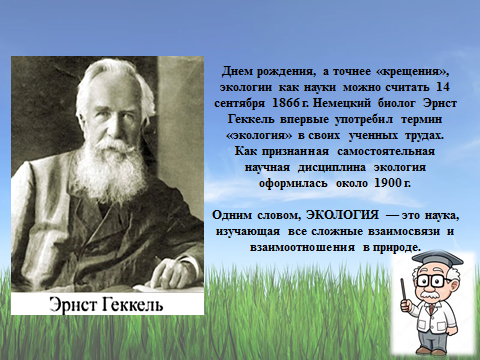 Днем рождения, а точнее «крещения»,
экологии как науки можно считать 14
сентября 1866 г. Немецкий биолог Эрнст
Геккель впервые употребил термин
«экология» в своих ученных трудах.
Как признанная самостоятельная
научная дисциплина экология
оформилась около 1900 г.
Одним словом, ЭКОЛОГИЯ — это наука,
изучающая все сложные взаимосвязи и
взаимоотношения в природе.
Эрнст Геккель